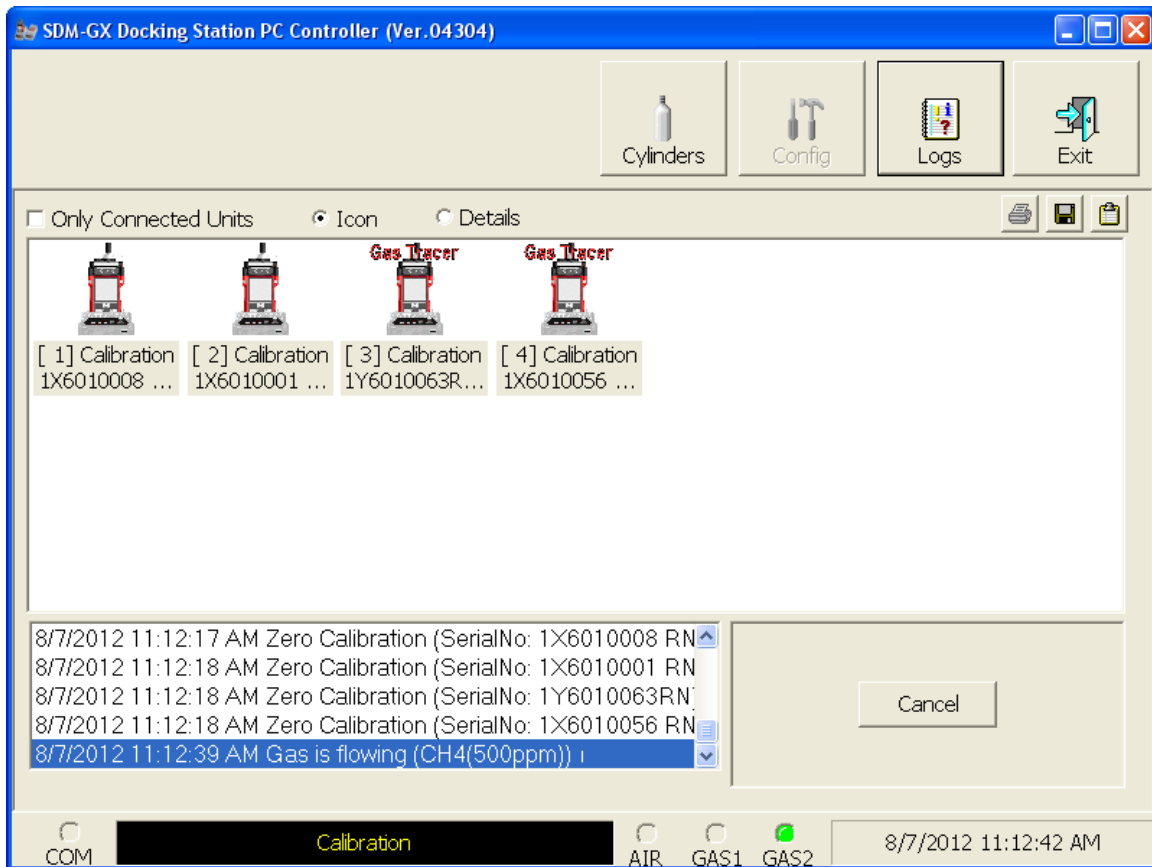 SDM-GX Docking Station PC Controller (Ver.04304)
Cylinders
Config
Logs
Exit
Only Connected Units
Icon
Details
Gas Tracer
Gas Tracer
[ 1] Calibration
1X6010008 ...
[ 2] Calibration
1X6010001 ...
[ 3] Calibration
1Y6010063R...
[ 4] Calibration
1X6010056 ...
8/7/2012 11:12:17 AM Zero Calibration (SerialNo: 1X6010008 RN
8/7/2012 11:12:18 AM Zero Calibration (SerialNo: 1X6010001 RN
8/7/2012 11:12:18 AM Zero Calibration (SerialNo: 1Y6010063RN)
8/7/2012 11:12:18 AM Zero Calibration (SerialNo: 1X6010056 RN
8/7/2012 11:12:39 AM Gas is flowing (CH4(500ppm))
Cancel
COM
Calibration
AIR
GAS1
GAS2
8/7/2012 11:12:42 AM